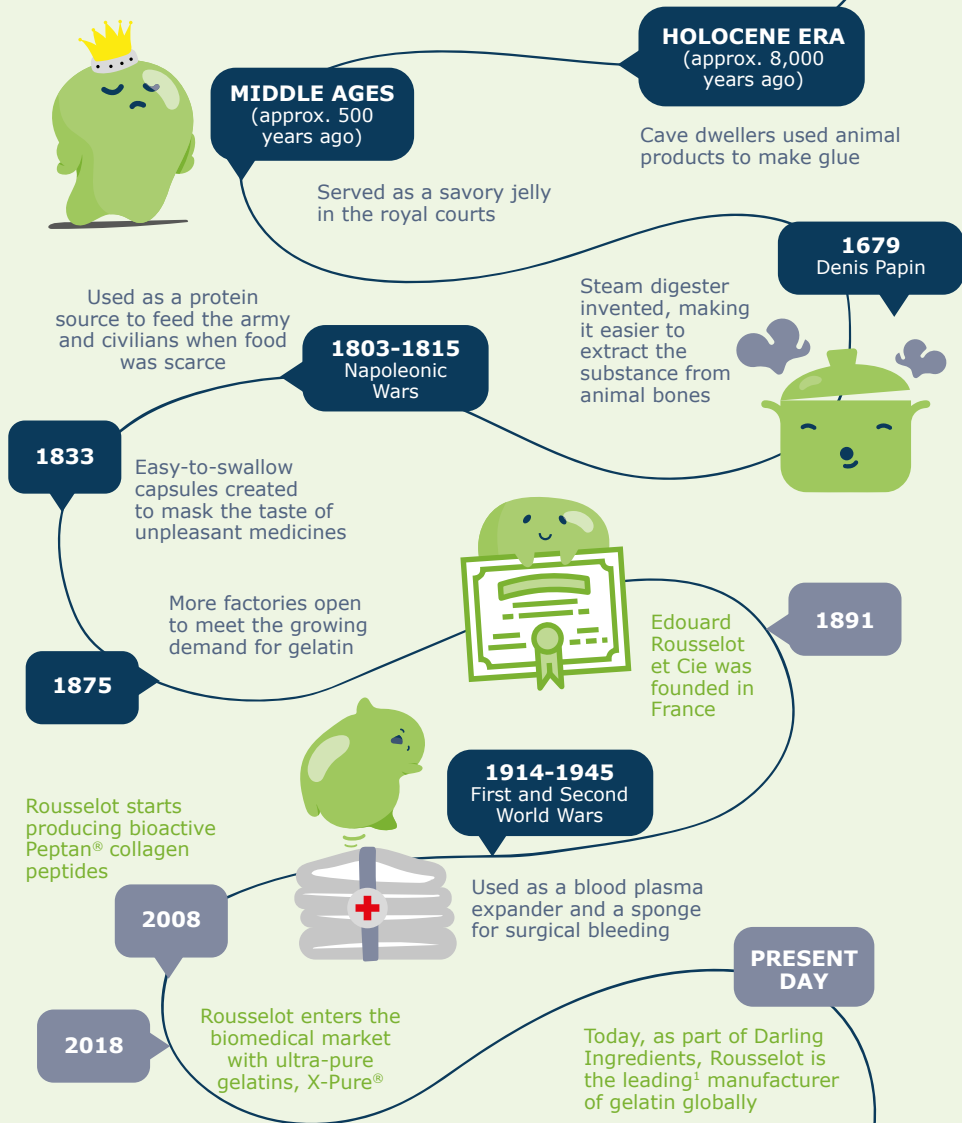 HOLOCENE ERA
(approx. 8,000
years ago)
Cave dwellers used animal
products to make glue
MIDDLE AGES
(approx. 500
years ago)
Served as a savory jelly
in the royal courts
1679
Denis Papin
Steam digester
invented, making
it easier to
extract the
substance from
animal bones
1803-1815
Napoleonic
Wars
Used as a protein
source to feed the army
and civilians when food
was scarce
1833
Easy-to-swallow
capsules created
to mask the taste of
unpleasant medicines
1875
More factories open
to meet the growing
demand for gelatin
1891
Edouard
Rousselot
et Cie was
founded in
France
1914-1945
First and Second
World Wars
Used as a blood plasma
expander and a sponge
for surgical bleeding
2008
Rousselot starts
producing bioactive
Peptan® collagen
peptides
2018
Rousselot enters the
biomedical market
with ultra-pure
gelatins, X-Pure®
PRESENT
DAY
Today, as part of Darling
Ingredients, Rousselot is
the leading¹ manufacturer
of gelatin globally